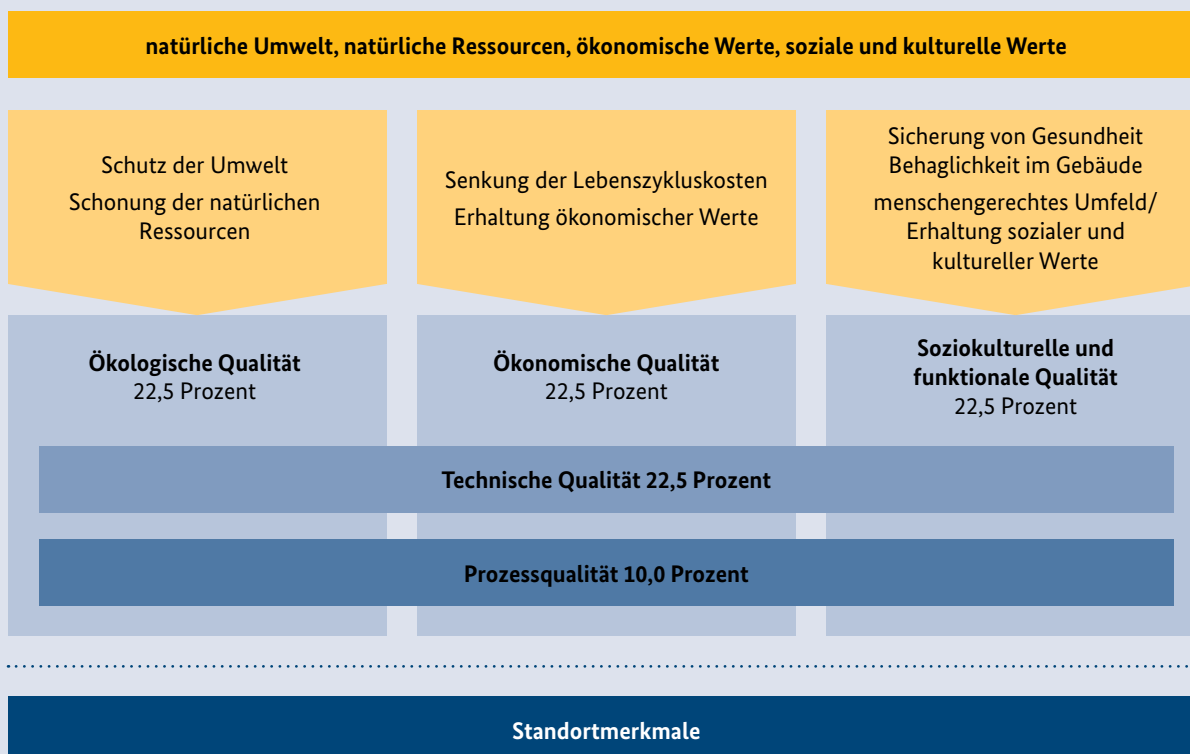 natürliche Umwelt, natürliche Ressourcen, ökonomische Werte, soziale und kulturelle Werte
Schutz der Umwelt
Schonung der natürlichen
Ressourcen
Senkung der Lebenszykluskosten
Erhaltung ökonomischer Werte
Sicherung von Gesundheit
Behaglichkeit im Gebäude
menschengerechtes Umfeld/
Erhaltung sozialer und
kultureller Werte
Ökologische Qualität
22,5 Prozent
Ökonomische Qualität
22,5 Prozent
Soziokulturelle und
funktionale Qualität
22,5 Prozent
Technische Qualität 22,5 Prozent
Prozessqualität 10,0 Prozent
Standortmerkmale